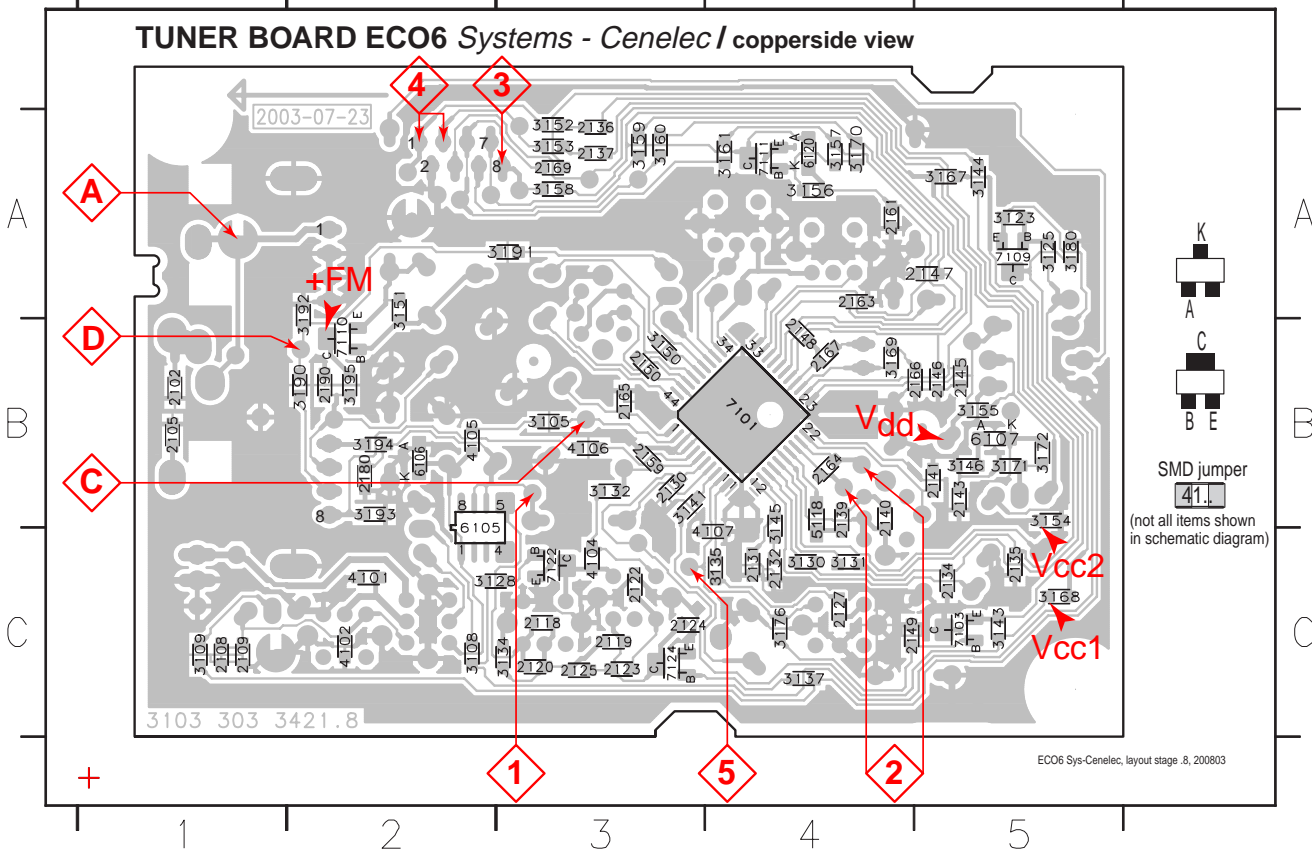 TUNER BOARD ECO6 Systems - Cenelec / copperside view
4 3
2003-07-23
1 7
2 8
3152 2136
3153 2137
2169
3158
3159 3160
3161 C 7111 E B A 6120 K 3157 3170
3156
3167 3144
A
A A
2161
3123
E B
7109
C
3125 3180
1
3191
2147
+FM
3192 3151
2163
K
A
D
7110 E C B
3150
2150
34 33
2148 2167
3169
C
B E
2102
3190 2190 3195
2165
44
7101
23
2166 2146 2145
2105
3105
1
22
Vdd
3155
A K
6107
3172
B B
3194 A 6106 K
4105
4106
2159
2164
2180
C
3132
2130
11 12
3141
2141
3146 3171
2143
SMD jumper
41..
(not all items shown
in schematic diagram)
8 3193
8 5
6105
1 4
4107
3145 5118 2139 2140
3154
Vcc2
B 7122 E C
4104
3135 2131 2132
3130 3131
2134
2135
4101
3128
2122
2127
3168
Vcc1
C C
2118
2124
3176
2149
C 7103 E B
3143
3109 2108 2109
4102
3108 3134
2119
2120 2125 2123
C 7124 E B
3137
3103 303 3421.8
1 5 2
ECO6 Sys-Cenelec, layout stage .8, 200803
1 2 3 4 5